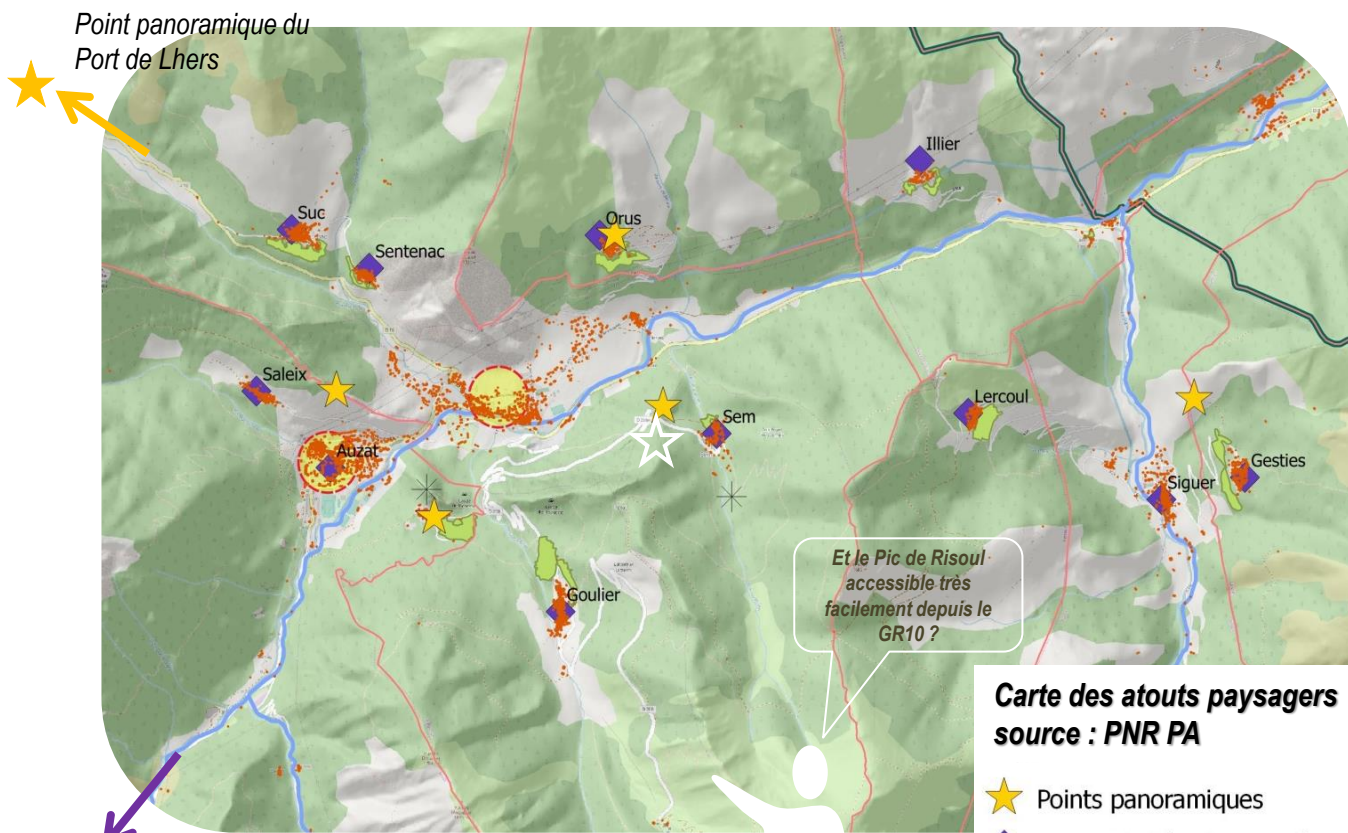 Point panoramique du
Port de Lhers
Illier
Suc
Orus
Sentenac
Saleix
Lercoul
Sem
Auzat
Gesties
Siguer
Et le Pic de Risoul
accessible très
facilement depuis le
GR10 ?
Goulier
Carte des atouts paysagers
source : PNR PA
Points panoramiques